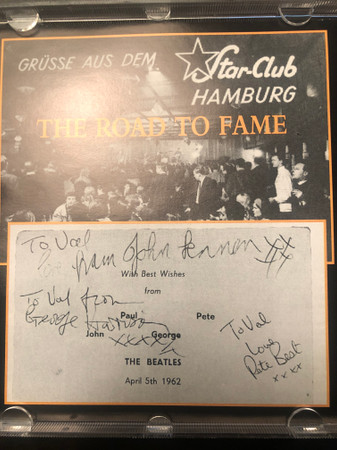 GRÜSSE AUS DEM
Star-Club
HAMBURG
THE ROAD TO FAME
To Val
from John Lennon xx
With Best Wishes
from
To Val from
George Harrison
xxxx
Paul Pete
John George
THE BEATLES
April 5th 1962
To Val
Love
Pete Best
xxxx